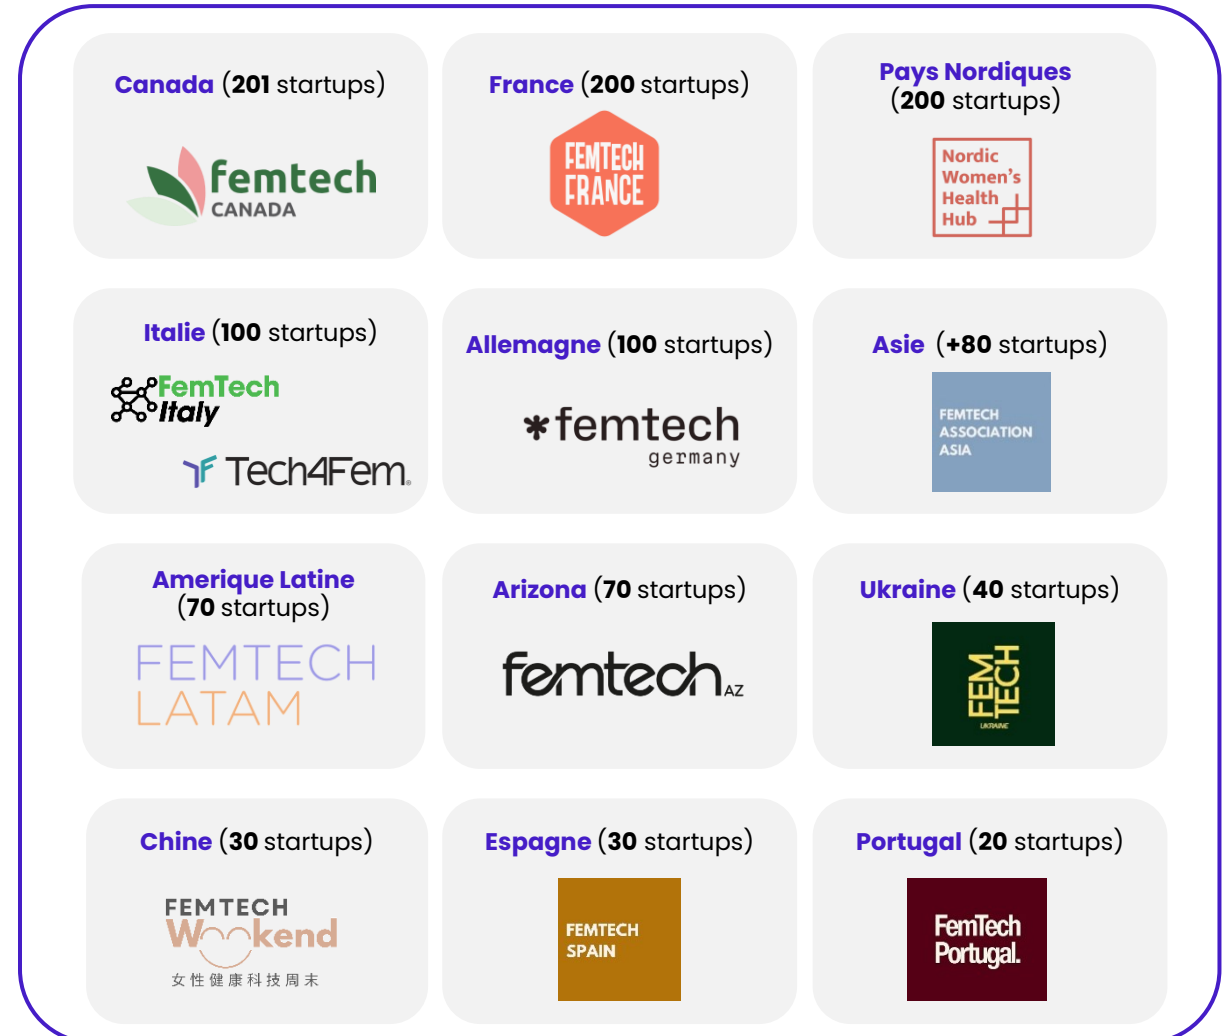 Canada (201 startups)
femtech
CANADA
France (200 startups)
FEMTECH
FRANCE
Pays Nordiques
(200 startups)
Nordic
Women's
Health
Hub
Italie (100 startups)
FemTech
Italy
Tech4Fem®
Allemagne (100 startups)
*femtech
germany
Asie (+80 startups)
FEMTECH
ASSOCIATION
ASIA
Amerique Latine
(70 startups)
FEMTECH
LATAM
Arizona (70 startups)
femtech AZ
Ukraine (40 startups)
FEM
TECH
UKRAINE
Chine (30 startups)
FEMTECH
Weekend
女性健康科技周末
Espagne (30 startups)
FEMTECH
SPAIN
Portugal (20 startups)
FemTech
Portugal.